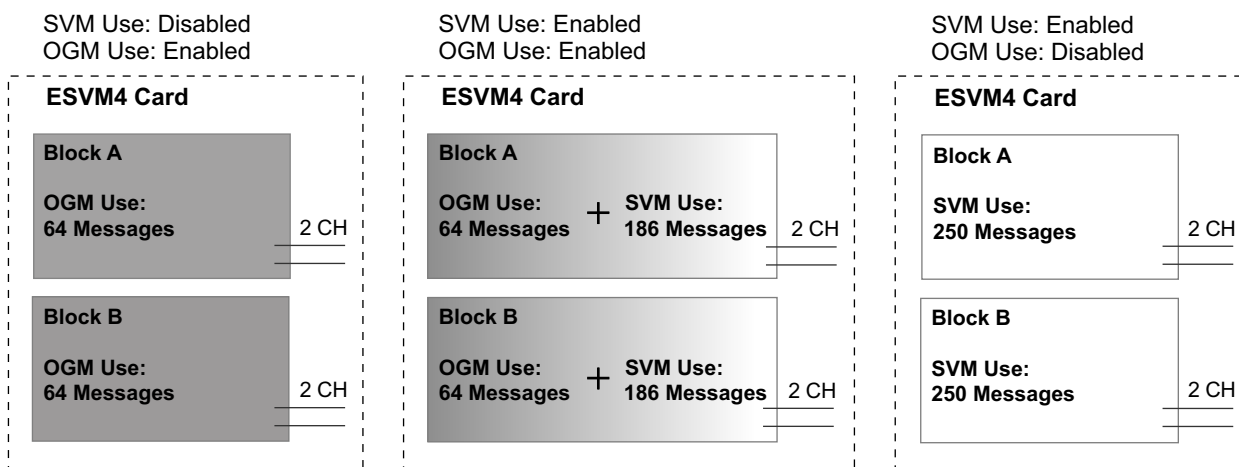 SVM Use: Disabled
OGM Use: Enabled
ESVM4 Card
Block A
OGM Use:
64 Messages
2 CH
Block B
OGM Use:
64 Messages
2 CH
SVM Use: Enabled
OGM Use: Enabled
ESVM4 Card
Block A
OGM Use:
64 Messages
+
SVM Use:
186 Messages
2 CH
Block B
OGM Use:
64 Messages
+
SVM Use:
186 Messages
2 CH
SVM Use: Enabled
OGM Use: Disabled
ESVM4 Card
Block A
SVM Use:
250 Messages
2 CH
Block B
SVM Use:
250 Messages
2 CH